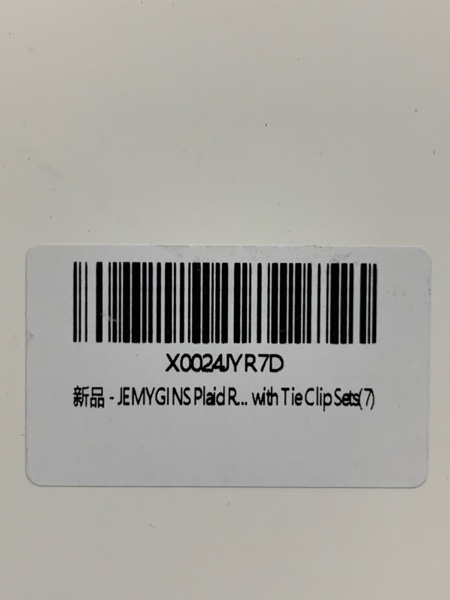 X0024JYR7D
新品 - JEMYGINS Plaid R... with Tie Clip Sets(7)